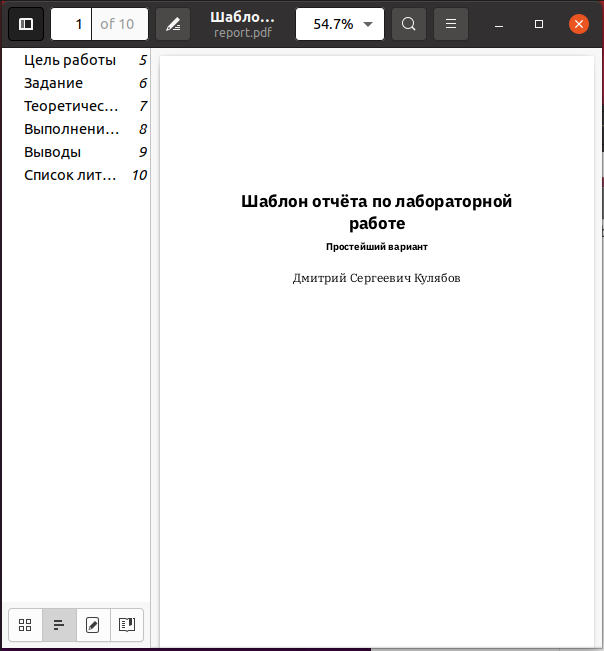 1 of 10
Шабло...
report.pdf
54.7%
Цель работы 5
Задание 6
Теоретичес... 7
Выполнени... 8
Выводы 9
Список лит... 10
Шаблон отчёта по лабораторной
работе
Простейший вариант
Дмитрий Сергеевич Кулябов